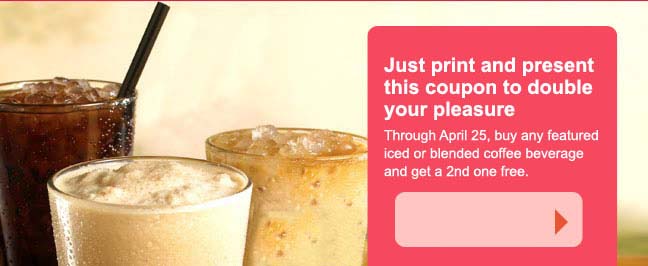 Just print and present
this coupon to double
your pleasure
Through April 25, buy any featured
iced or blended coffee beverage
and get a 2nd one free.